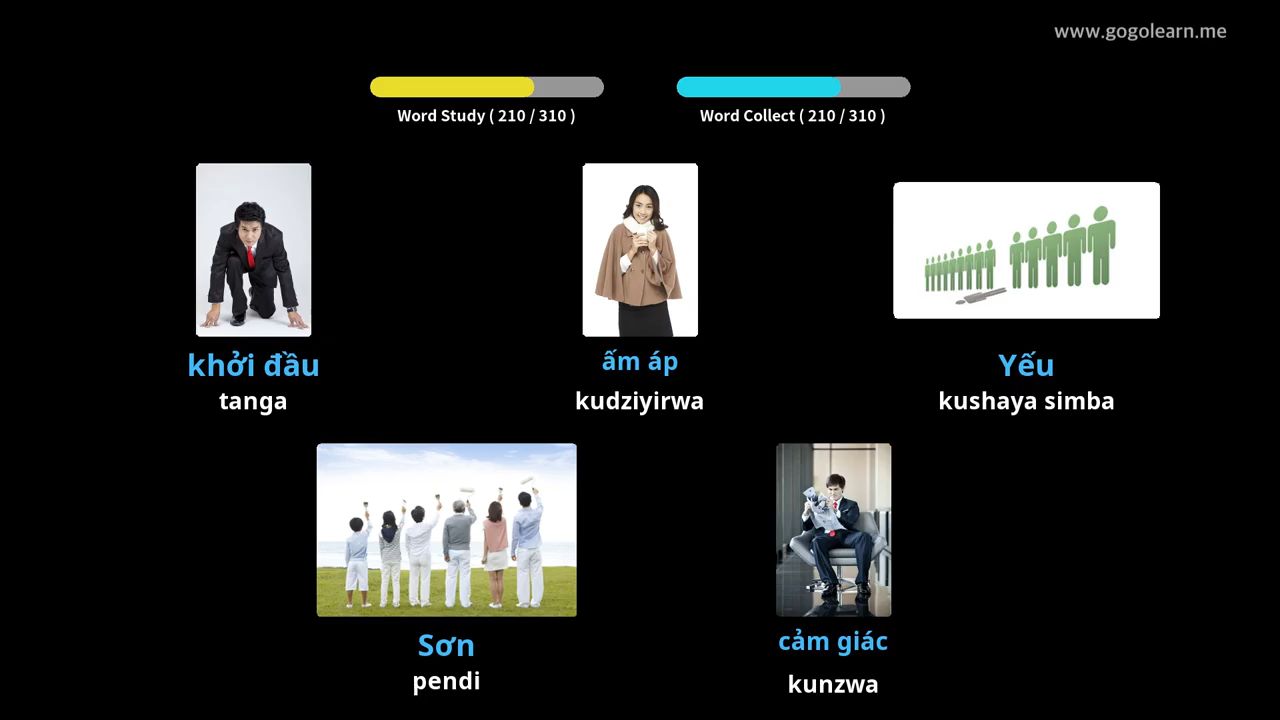 www.gogolearn.me
Word Study ( 210 / 310 )
Word Collect ( 210 / 310 )
khởi đầu
tanga
ấm áp
kudziyirwa
Yếu
kushaya simba
Sơn
pendi
cảm giác
kunzwa